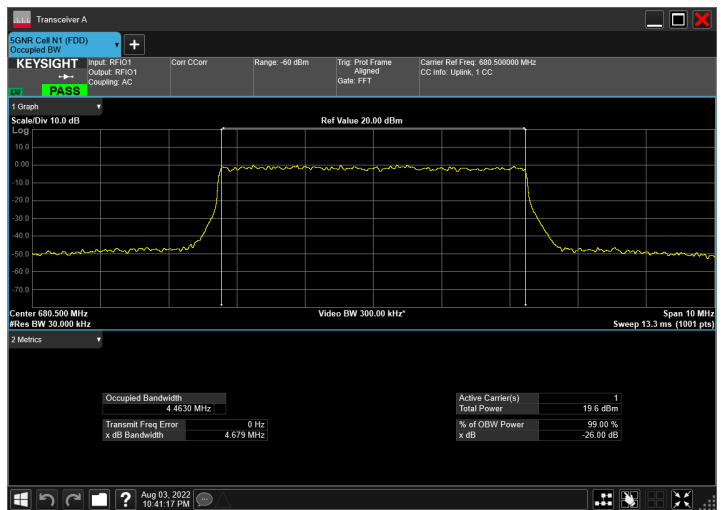 Transceiver A
5GNR Cell N1 (FDD)
Occupied BW
KEYSIGHT
Input: RFIO1
Output: RFIO1
Coupling: AC
Corr CCorr
Range: -60 dBm
Trig: Prot Frame
Aligned
Gate: FFT
Carrier Ref Freq: 680.500000 MHz
CC Info: Uplink, 1 CC
PASS
1 Graph
Scale/Div 10.0 dB
Ref Value 20.00 dBm
Log
10.0
0.00
-10.0
-20.0
-30.0
-40.0
-50.0
-60.0
-70.0
Center 680.500 MHz
Video BW 300.00 kHz*
Span 10 MHz
#Res BW 30.000 kHz
Sweep 13.3 ms (1001 pts)
2 Metrics
Occupied Bandwidth
4.4630 MHz
Transmit Freq Error 0 Hz
x dB Bandwidth 4.679 MHz
Active Carrier(s) 1
Total Power 19.6 dBm
% of OBW Power 99.00 %
x dB -26.00 dB
Aug 03, 2022
10:41:17 PM